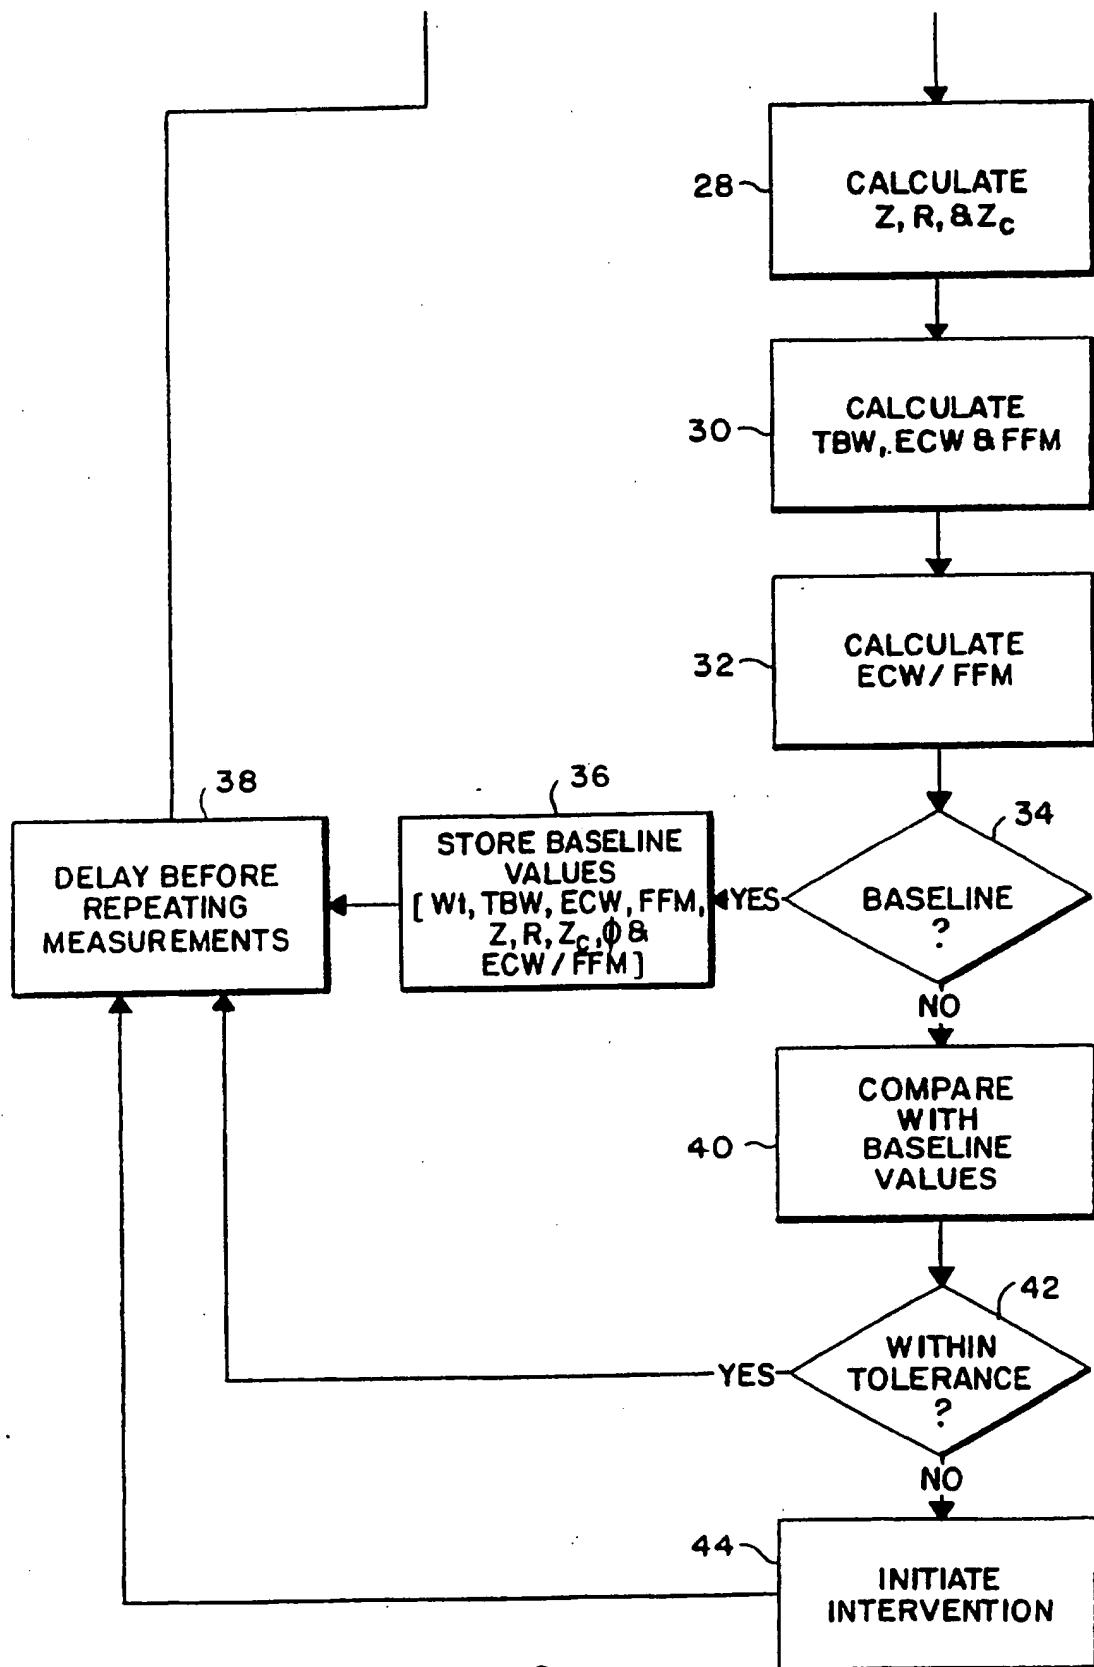 28
CALCULATE
Z, R, & Zc
30
CALCULATE
TBW, ECW & FFM
32
CALCULATE
ECW/FFM
34
BASELINE
?
YES
NO
36
STORE BASELINE
VALUES
[Wt, TBW, ECW, FFM,
Z, R, Zc, ϕ &
ECW/FFM]
38
DELAY BEFORE
REPEATING
MEASUREMENTS
40
COMPARE
WITH
BASELINE
VALUES
42
WITHIN
TOLERANCE
?
YES
NO
44
INITIATE
INTERVENTION